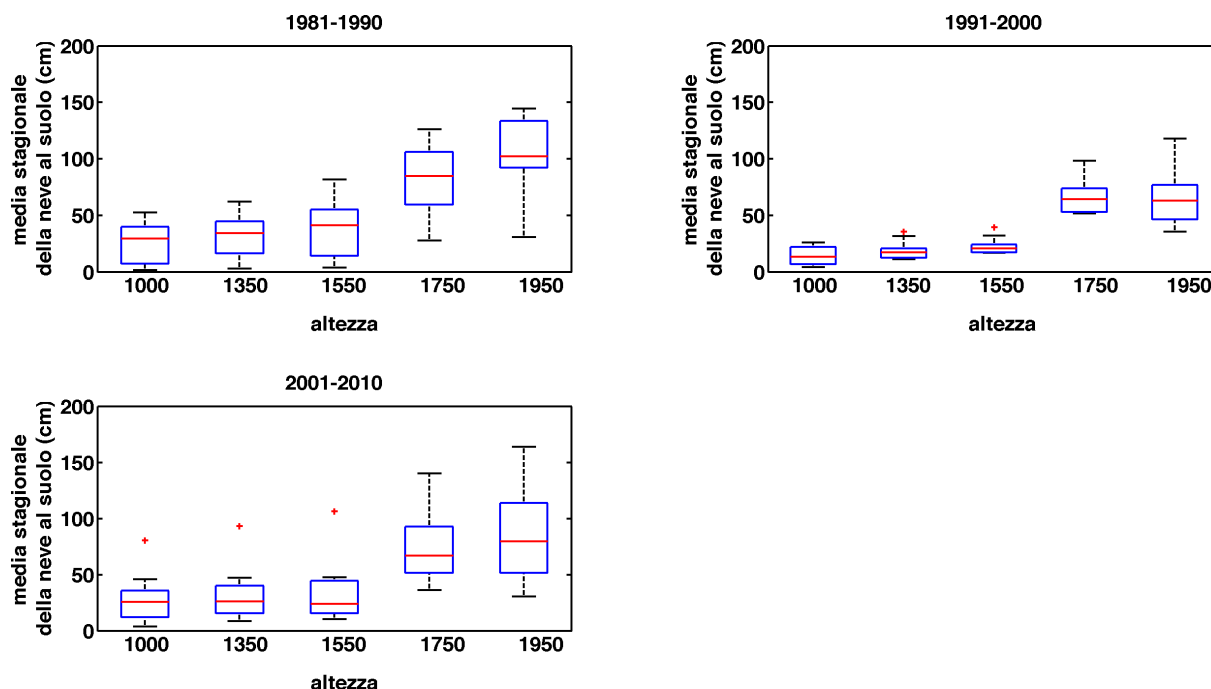 1981-1990
media stagionale
della neve al suolo (cm)
200
150
100
50
0
1000 1350 1550 1750 1950
altezza
1991-2000
media stagionale
della neve al suolo (cm)
200
150
100
50
0
1000 1350 1550 1750 1950
altezza
2001-2010
media stagionale
della neve al suolo (cm)
200
150
100
50
0
1000 1350 1550 1750 1950
altezza